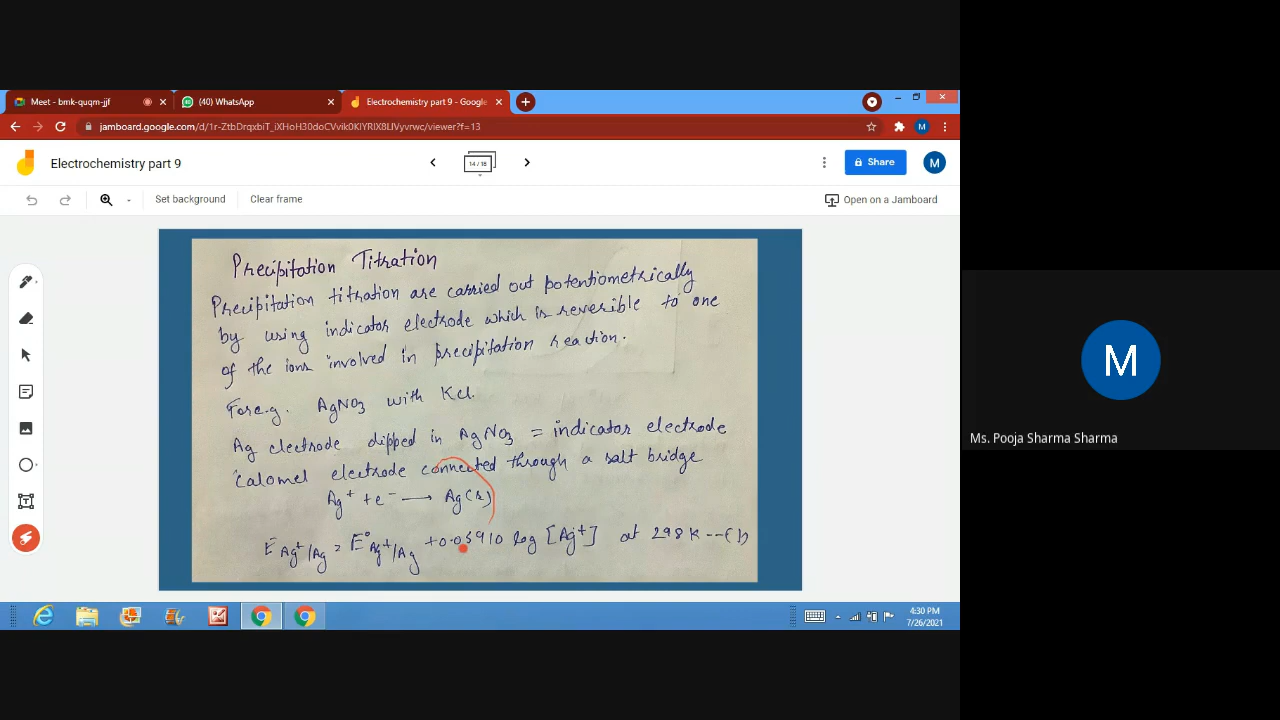 Meet - bmk-quqm-jjf
(40) WhatsApp
Electrochemistry part 9 - Google
jamboard.google.com/d/1r-ZtbDrqxbiT_iXHoH30doCVvik0KlYRlX8LlVyvrwc/viewer?f=13
M
Electrochemistry part 9
14 / 18
Share
M
Set background
Clear frame
Open on a Jamboard
Precipitation Titration
Precipitation titration are carried out potentiometrically
by using indicator electrode which is reversible to one
of the ions involved in precipitation reaction.
For e.g. AgNO3 with KCl.
Ag electrode dipped in AgNO3 = indicator electrode
Calomel electrode connected through a salt bridge
Ag+ + e- → Ag(s)
E Ag+/Ag = E° Ag+/Ag + 0.05910 log [Ag+] at 298 K --- (1)
M
Ms. Pooja Sharma Sharma
4:30 PM
7/26/2021